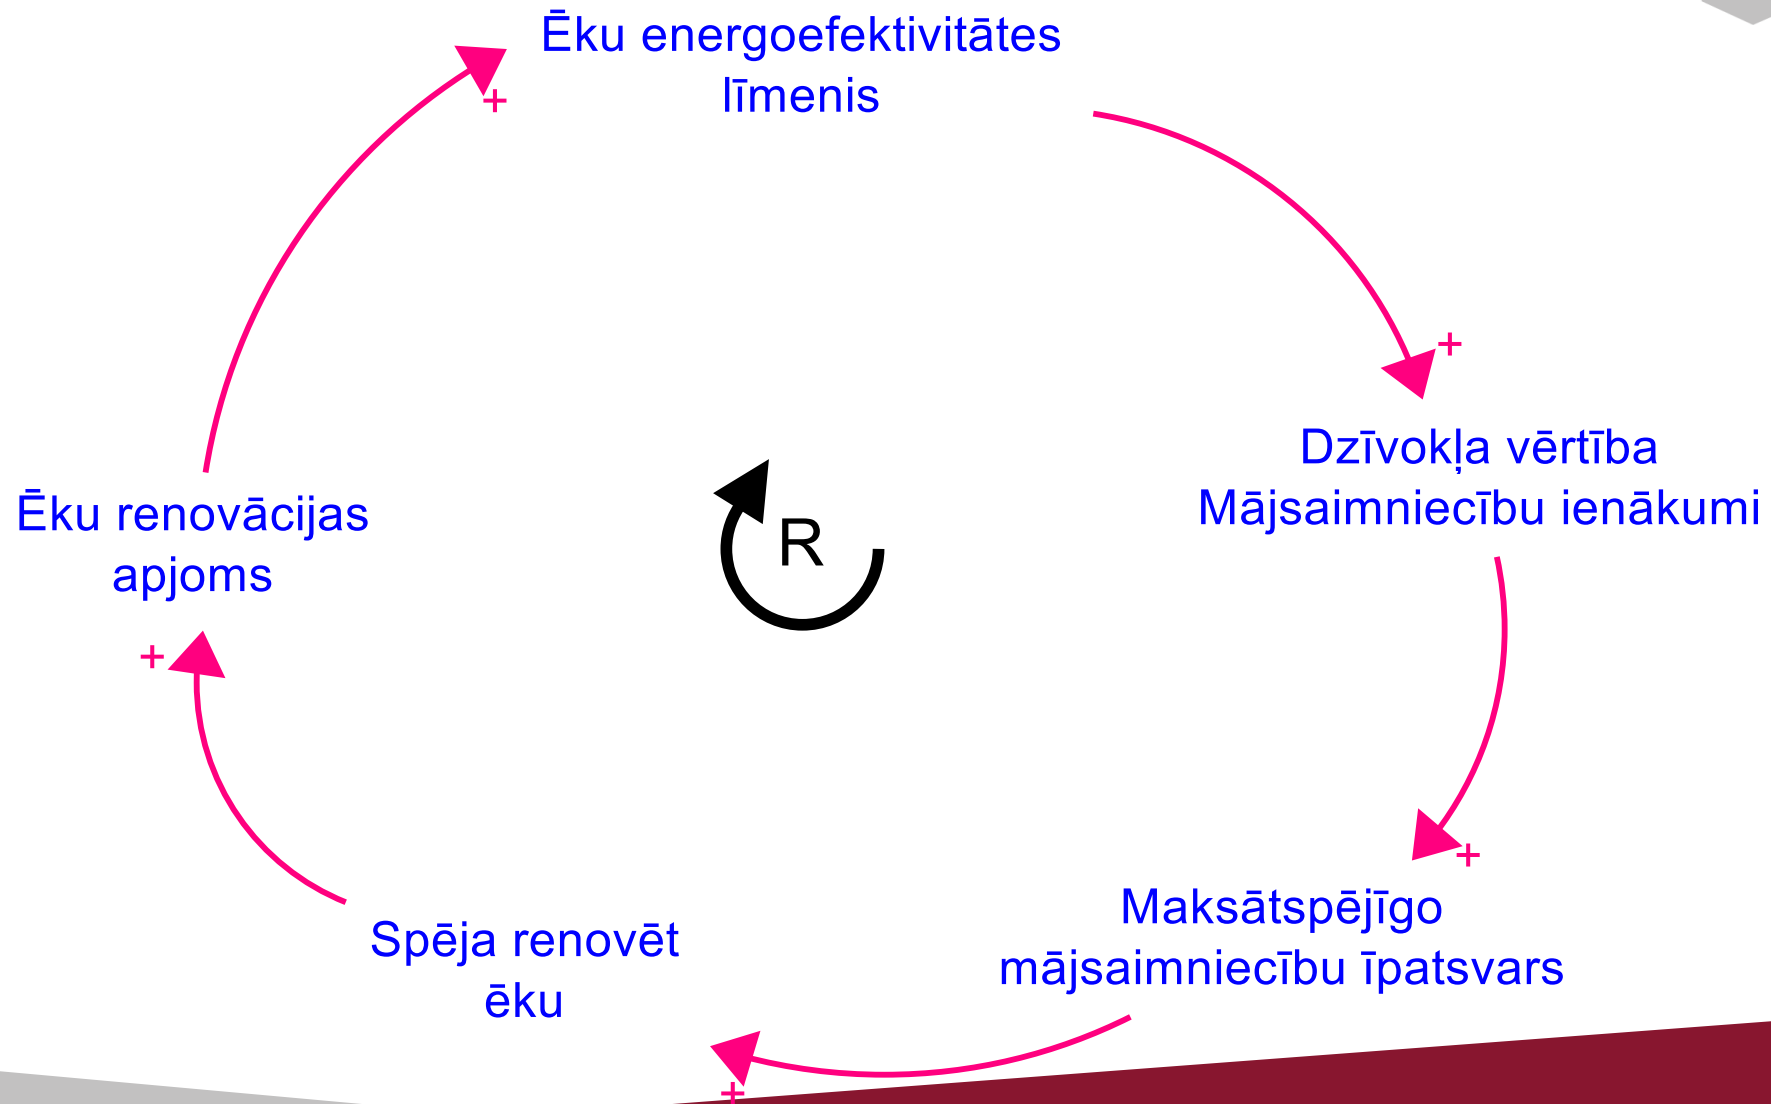 Ēku energoefektivitātes
līmenis
+
+
Dzīvokļa vērtība
Mājsaimniecību ienākumi
Ēku renovācijas
apjoms
R
+
+
Maksātspējīgo
mājsaimniecību īpatsvars
Spēja renovēt
ēku
+